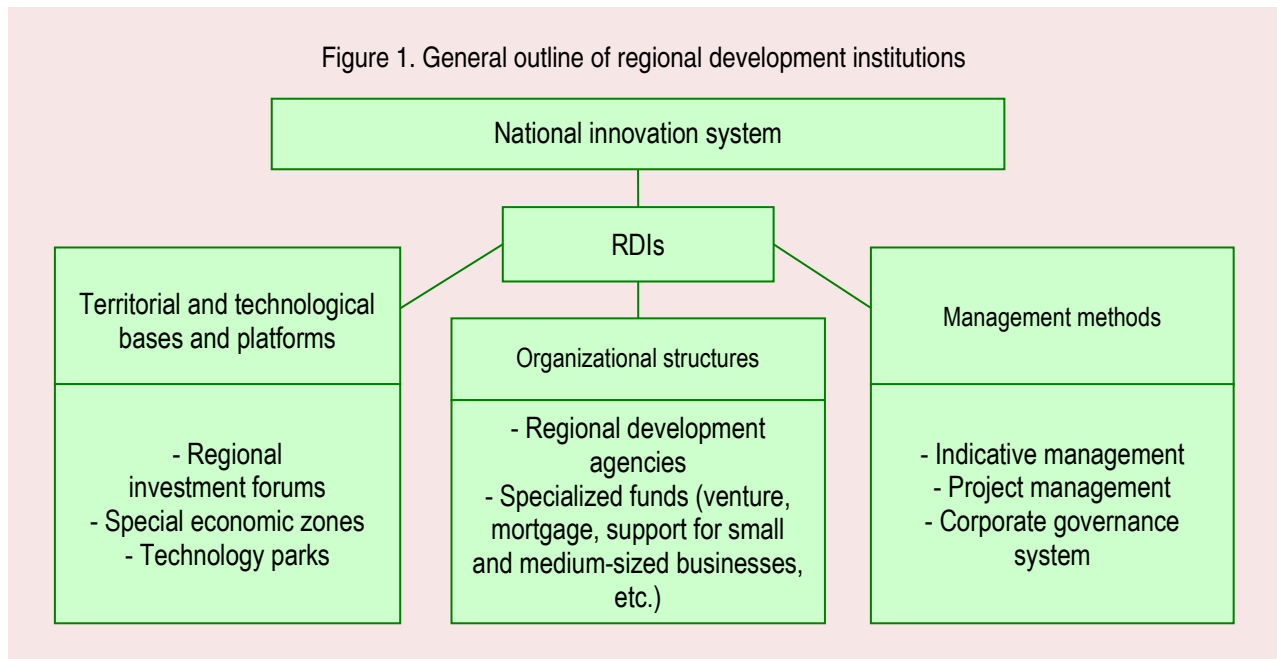 Figure 1. General outline of regional development institutions
National innovation system
RDIs
Territorial and technological
bases and platforms
- Regional
investment forums
- Special economic zones
- Technology parks
Organizational structures
- Regional development
agencies
- Specialized funds (venture,
mortgage, support for small
and medium-sized businesses,
etc.)
Management methods
- Indicative management
- Project management
- Corporate governance
system